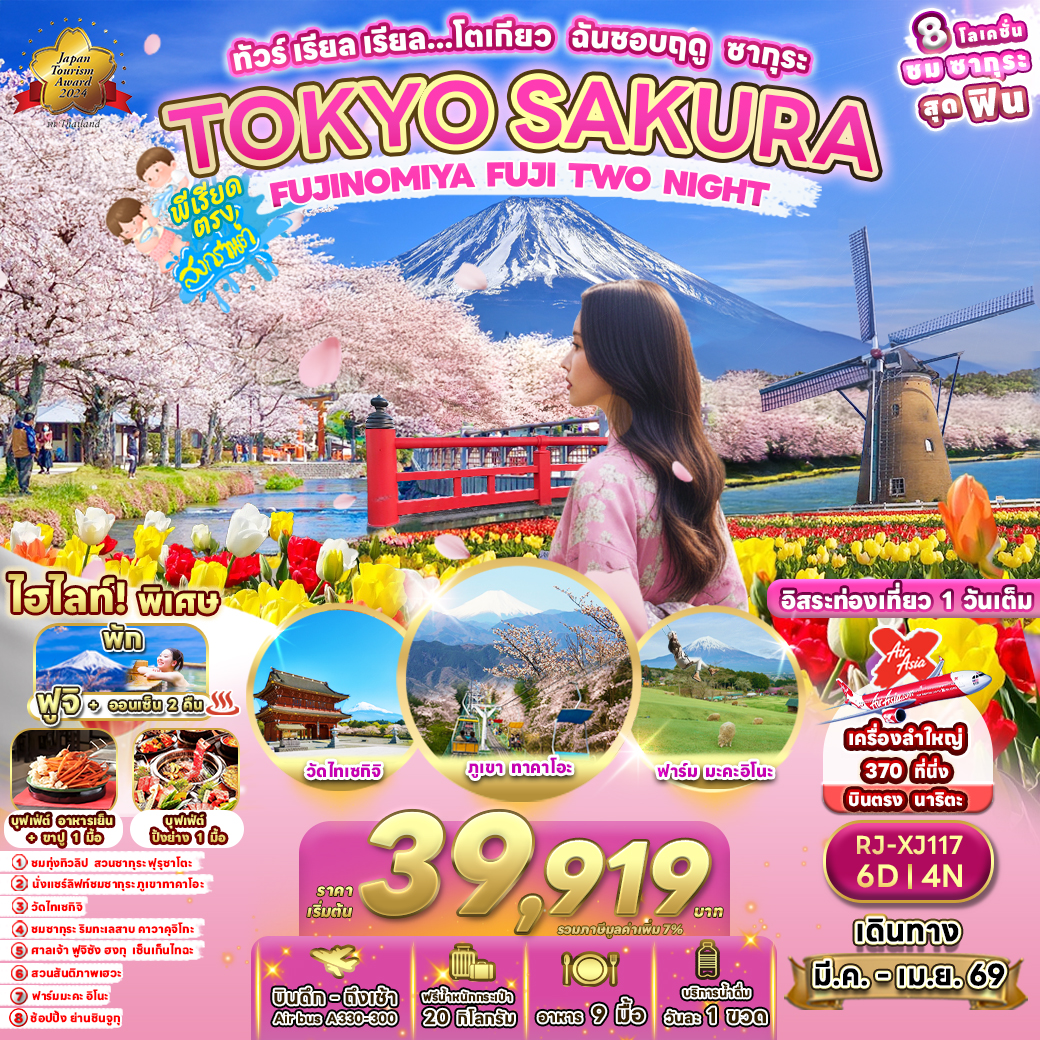 Japan
Tourism
Award
2024
in Thailand
ทัวร์ เรียล เรียล...โตเกียว ฉันชอบฤดู ซากุระ
TOKYO SAKURA
FUJINOMIYA FUJI TWO NIGHT
8 โลเคชั่น
ชม ซากุระ
สุด ฟิน
พีเรียด
ตรง
สงกรานต์
ไฮไลท์! พิเศษ
พัก
ฟูจิ + ออนเซ็น 2 คืน
บุฟเฟ่ต์ อาหารเย็น
+ ขาปู 1 มื้อ
บุฟเฟ่ต์
ปิ้งย่าง 1 มื้อ
วัดไทเซกิจิ
ภูเขา ทาคาโอะ
ฟาร์ม มะคะอิโนะ
อิสระท่องเที่ยว 1 วันเต็ม
Air
Asia
เครื่องลำใหญ่
370 ที่นั่ง
บินตรง นาริตะ
RJ-XJ117
6D | 4N
เดินทาง
มี.ค. - เม.ย. 69
1 ชมทุ่งทิวลิป สวนซากุระ ฟุรุซาโตะ
2 นั่งแชร์ลิฟท์ชมซากุระ ภูเขาทาคาโอะ
3 วัดไทเซกิจิ
4 ชมซากุระ ริมทะเลสาบ คาวากุจิโกะ
5 ศาลเจ้า ฟูจิซัง ฮงกุ เซ็นเก็นไทฉะ
6 สวนสันติภาพเฮวะ
7 ฟาร์มมะคะ อิโนะ
8 ช้อปปิ้ง ย่านชินจูกุ
ราคา
เริ่มต้น
39,919
บาท
รวมภาษีมูลค่าเพิ่ม 7%
บินดึก - ถึงเช้า
Airbus A330-300
ฟรีน้ำหนักกระเป๋า
20 กิโลกรัม
อาหาร 9 มื้อ
บริการน้ำดื่ม
วันละ 1 ขวด